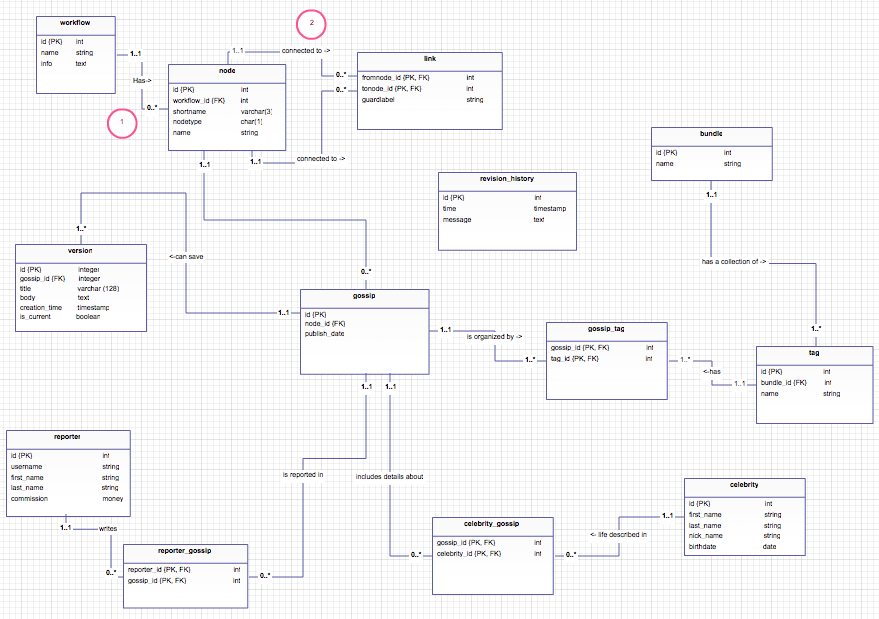 2
workflow
id {PK} int
name string
info text
1..1
Has->
0..*
1
node
id {PK} int
workflow_id {FK} int
shortname varchar(3)
nodetype char(1)
name string
1..1
connected to ->
0..*
0..*
1..1
connected to ->
1..1
link
fromnode_id {PK, FK} int
tonode_id {PK, FK} int
guardlabel string
bundle
id {PK} int
name string
1..1
has a collection of ->
1..*
revision_history
id {PK} int
time timestamp
message text
1..*
<-can save
1..1
version
id {PK} integer
gossip_id {FK} integer
title varchar (128)
body text
creation_time timestamp
is_current boolean
0..*
gossip
id {PK}
node_id {FK}
publish_date
1..1
is organized by ->
1..*
gossip_tag
gossip_id {PK, FK} int
tag_id {PK, FK} int
1..*
<-has
1..1
tag
id {PK} int
bundle_id {FK} int
name string
1..1
1..1
is reported in
includes details about
reporter
id {PK} int
username string
first_name string
last_name string
commission money
1..1
writes
0..*
reporter_gossip
reporter_id {PK, FK} int
gossip_id {PK, FK} int
0..*
0..*
celebrity_gossip
gossip_id {PK, FK} int
celebrity_id {PK, FK} int
0..*
<- life described in
1..1
celebrity
id {PK} int
first_name string
last_name string
nick_name string
birthdate date